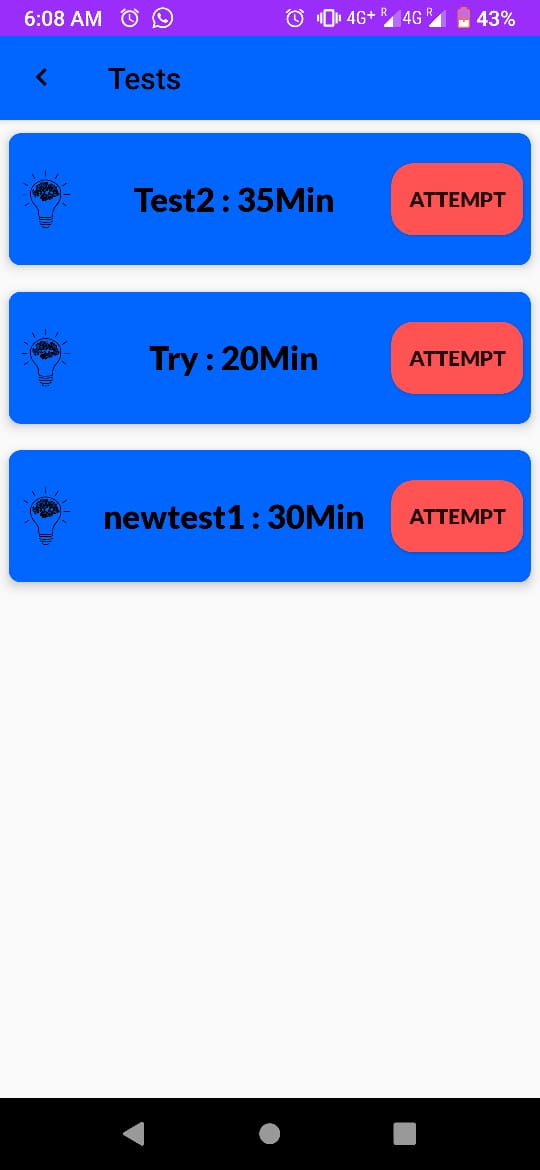 6:08 AM 4G+ R 4G R 43%
Tests
Test2 : 35Min ATTEMPT
Try : 20Min ATTEMPT
newtest1 : 30Min ATTEMPT